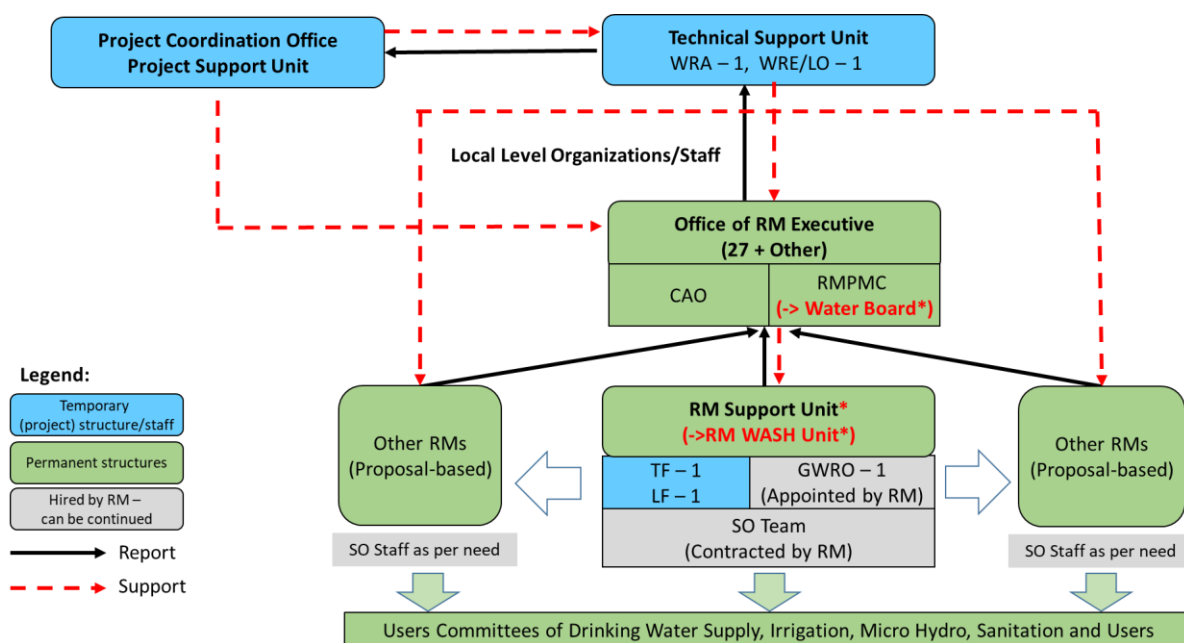 Project Coordination Office
Project Support Unit
Technical Support Unit
WRA – 1, WRE/LO – 1
Local Level Organizations/Staff
Office of RM Executive
(27 + Other)
CAO
RMPMC
(-> Water Board*)
Legend:
Temporary
(project) structure/staff
Permanent structures
Hired by RM –
can be continued
Report
Support
Other RMs
(Proposal-based)
SO Staff as per need
RM Support Unit*
(->RM WASH Unit*)
TF – 1
LF – 1
GWRO – 1
(Appointed by RM)
SO Team
(Contracted by RM)
Other RMs
(Proposal-based)
SO Staff as per need
Users Committees of Drinking Water Supply, Irrigation, Micro Hydro, Sanitation and Users